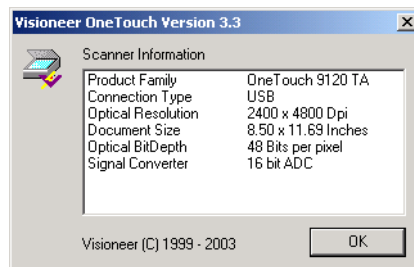 Visioneer OneTouch Version 3.3
Scanner Information
Product Family OneTouch 9120 TA
Connection Type USB
Optical Resolution 2400 x 4800 Dpi
Document Size 8.50 x 11.69 Inches
Optical BitDepth 48 Bits per pixel
Signal Converter 16 bit ADC
Visioneer (C) 1999 - 2003 OK